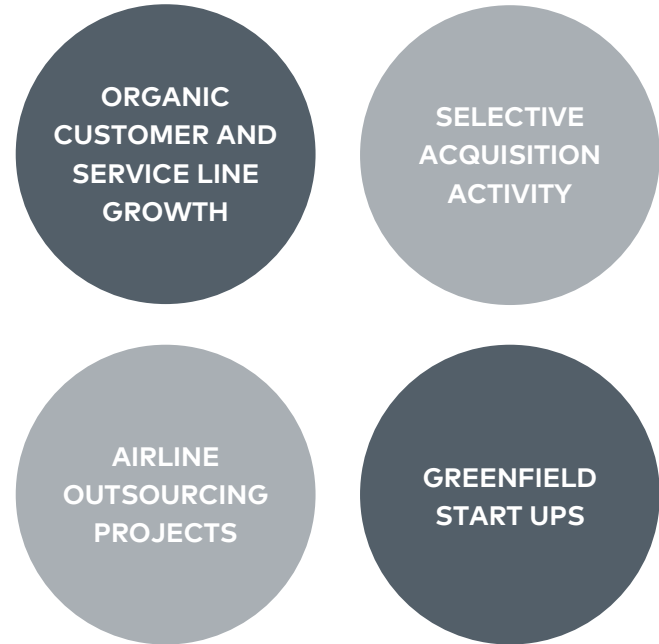 ORGANIC
CUSTOMER AND
SERVICE LINE
GROWTH
SELECTIVE
ACQUISITION
ACTIVITY
AIRLINE
OUTSOURCING
PROJECTS
GREENFIELD
START UPS